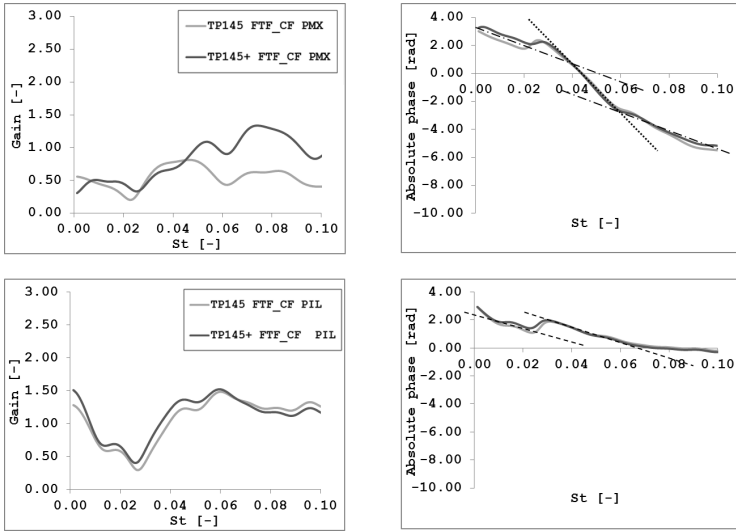 3.00
2.50
2.00
1.50
1.00
0.50
0.00
Gain [-]
TP145 FTF_CF PMX
TP145+ FTF_CF PMX
0.00 0.02 0.04 0.06 0.08 0.10
St [-]
4.00
2.00
0.00
-2.00
-4.00
-6.00
-8.00
-10.00
Absolute phase [rad]
0.00 0.02 0.04 0.06 0.08 0.10
St [-]
3.00
2.50
2.00
1.50
1.00
0.50
0.00
Gain [-]
TP145 FTF_CF PIL
TP145+ FTF_CF PIL
0.00 0.02 0.04 0.06 0.08 0.10
St [-]
4.00
2.00
0.00
-2.00
-4.00
-6.00
-8.00
-10.00
Absolute phase [rad]
0.00 0.02 0.04 0.06 0.08 0.10
St [-]